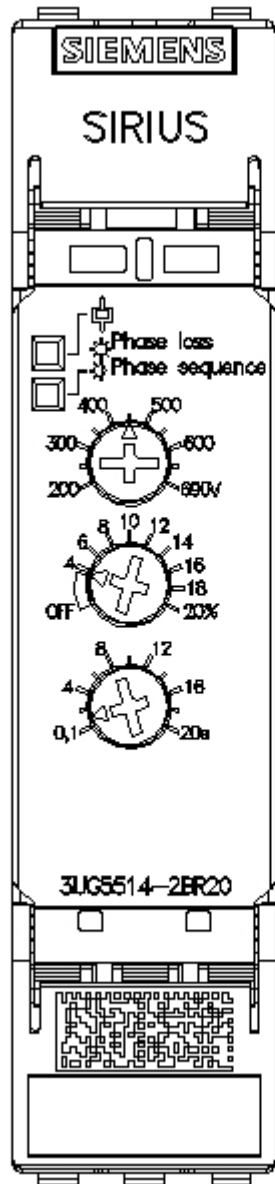 SIEMENS
SIRIUS
Phase loss
Phase sequence
400 500
300 600
200 690V
10
8 12
6 14
4 16
18
OFF 20%
8 12
4 16
0,1 20s
3UG5514-2BR20